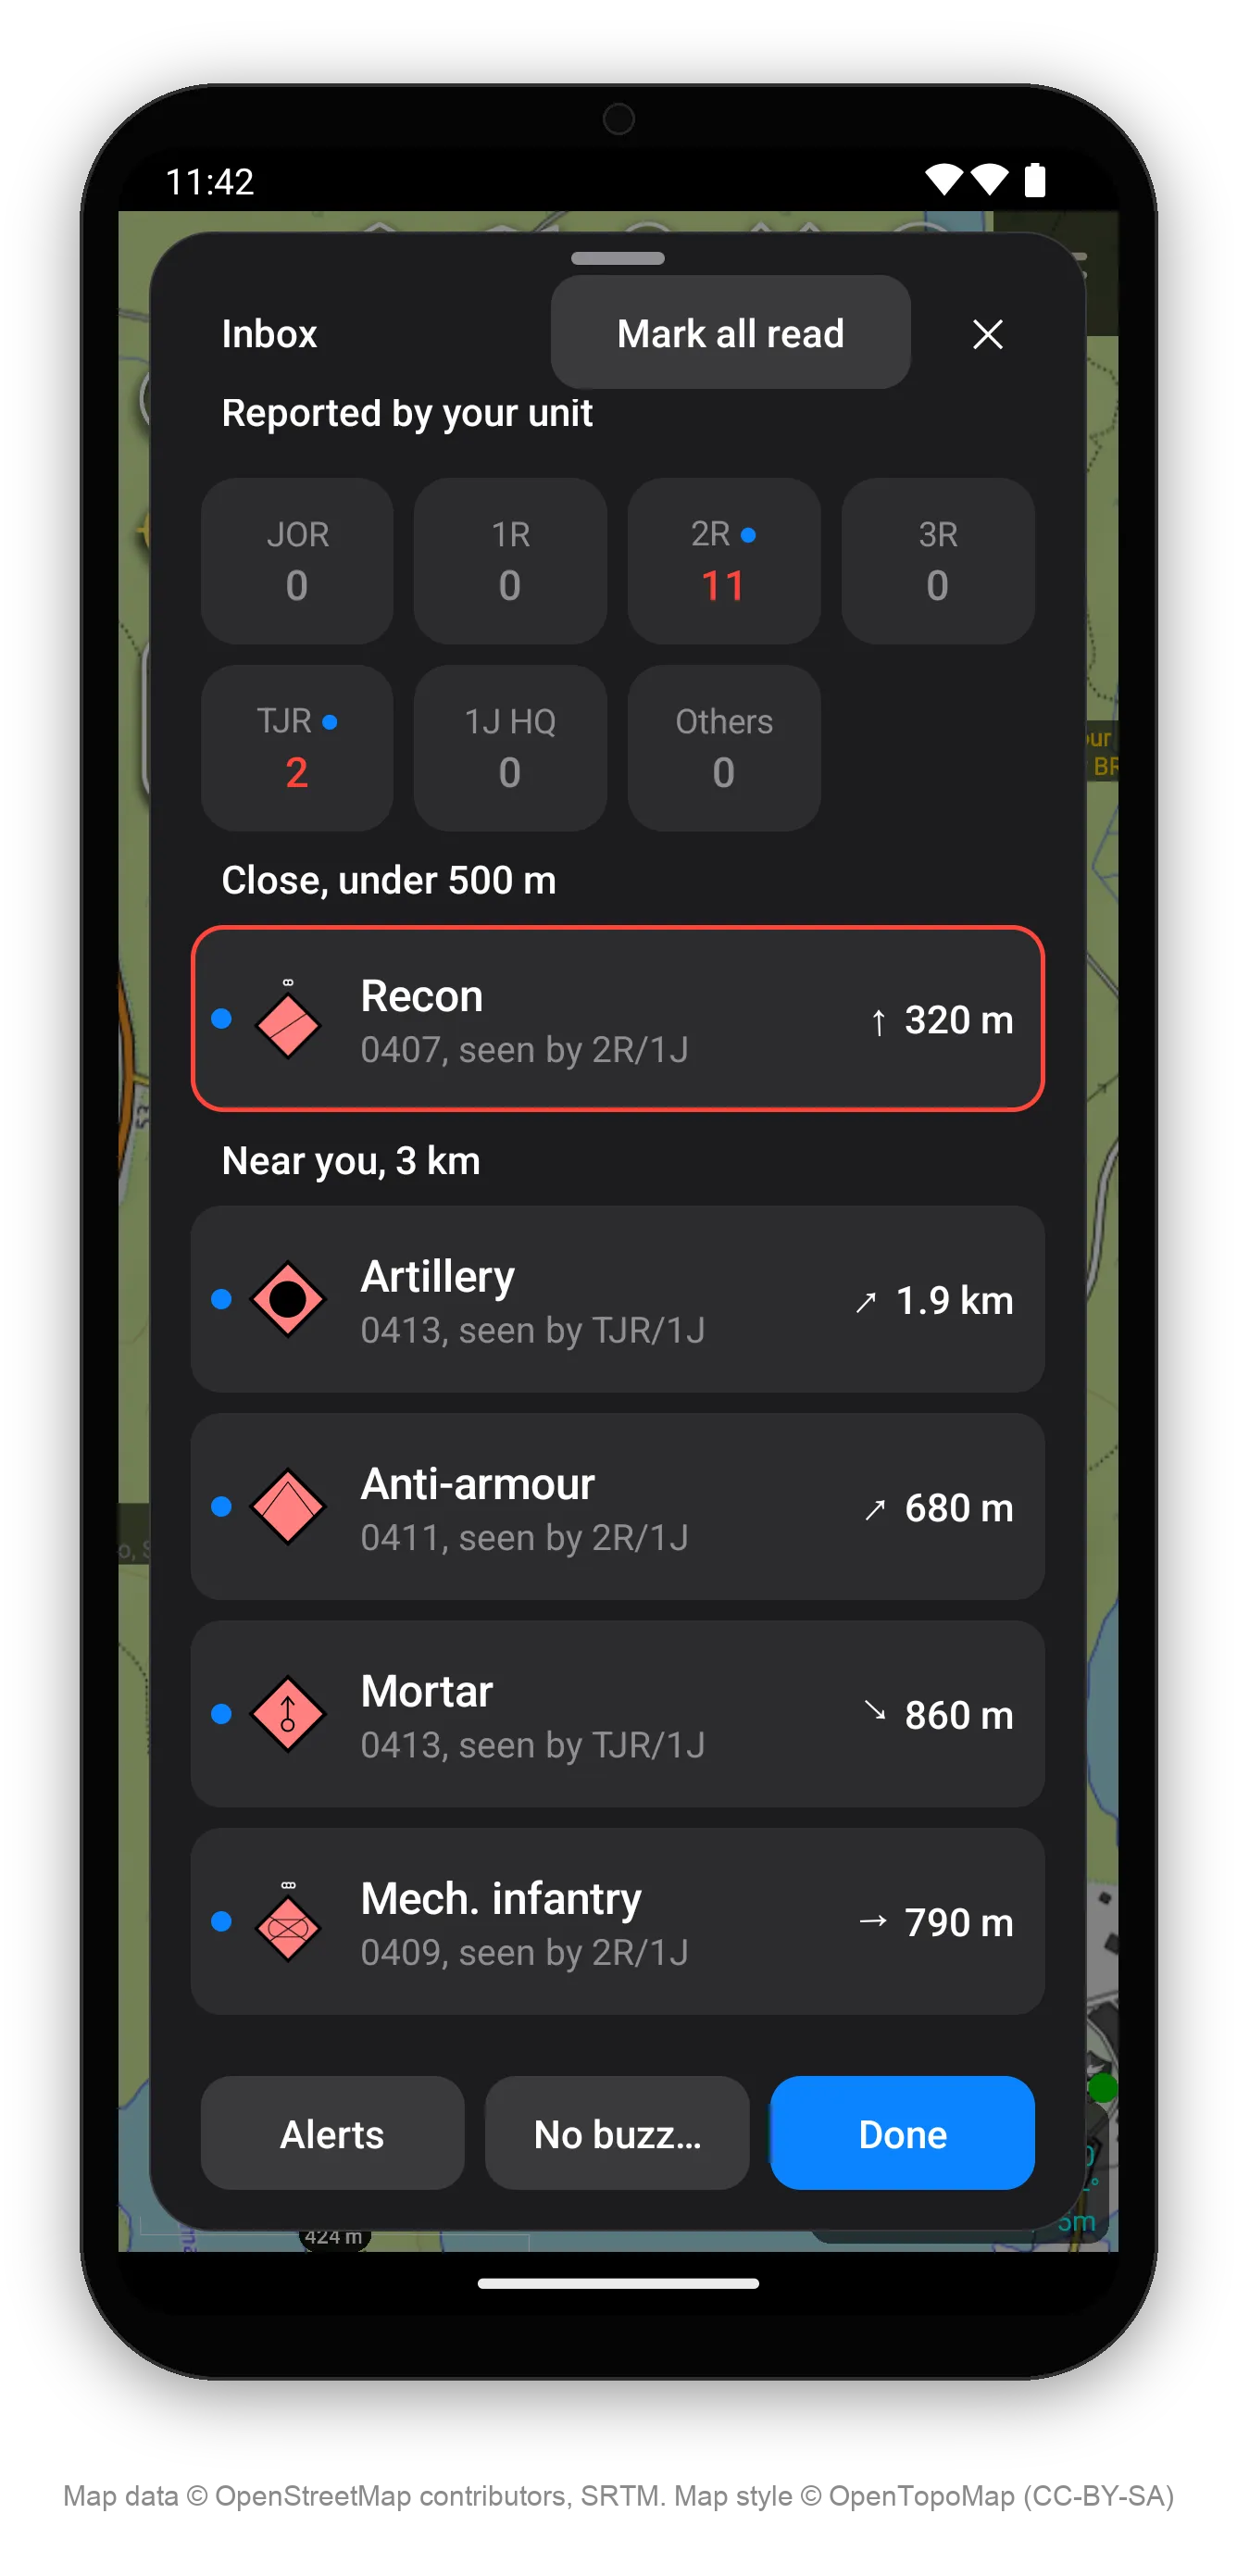 11:42
Inbox
Mark all read
Reported by your unit
JOR
0
1R
0
2R
11
3R
0
TJR
2
1J HQ
0
Others
0
Close, under 500 m
Recon
0407, seen by 2R/1J
↑ 320 m
Near you, 3 km
Artillery
0413, seen by TJR/1J
↗ 1.9 km
Anti-armour
0411, seen by 2R/1J
↗ 680 m
Mortar
0413, seen by TJR/1J
↘ 860 m
Mech. infantry
0409, seen by 2R/1J
→ 790 m
Alerts
No buzz...
Done
424 m
5m
Map data © OpenStreetMap contributors, SRTM. Map style © OpenTopoMap (CC-BY-SA)